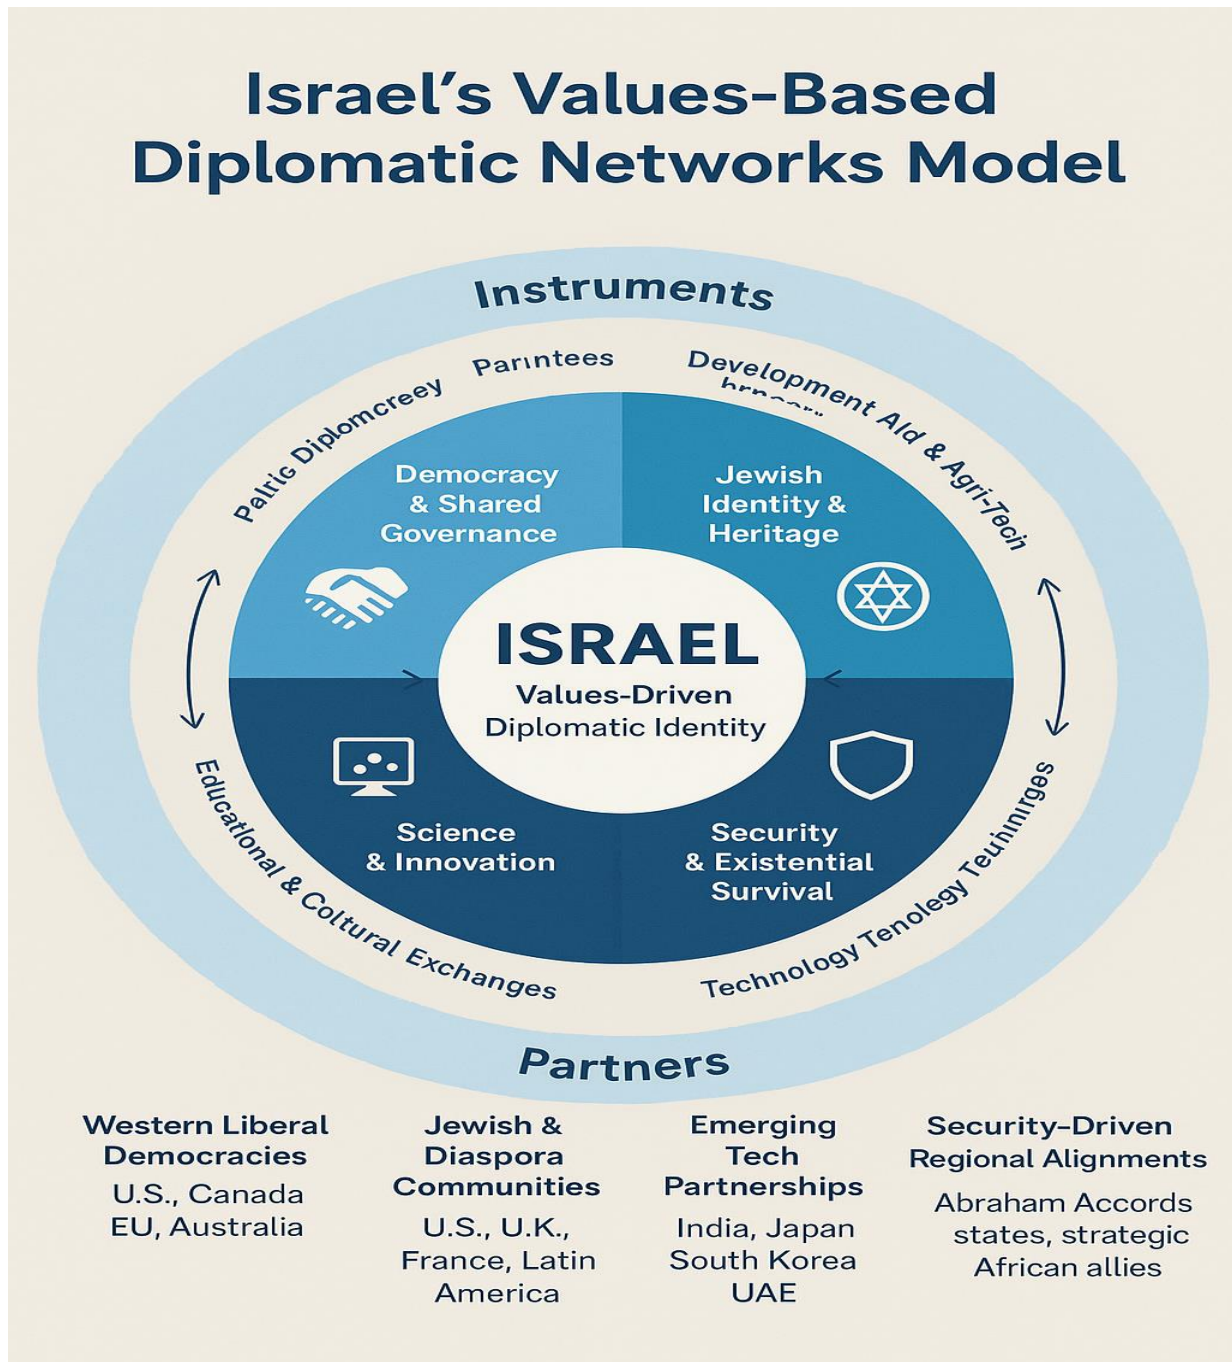 Israel’s Values-Based
Diplomatic Networks Model
Instruments
Paltic Diplomcreey
Parintees
Development Ald & Agri-Tech
Democracy
& Shared
Governance
Jewish
Identity &
Heritage
ISRAEL
Values-Driven
Diplomatic Identity
Science
& Innovation
Security
& Existential
Survival
Educational & Coltural Exchanges
Technology Tenolegy
Partners
Western Liberal
Democracies
U.S., Canada
EU, Australia
Jewish &
Diaspora
Communities
U.S., U.K.,
France, Latin
America
Emerging
Tech
Partnerships
India, Japan
South Korea
UAE
Security-Driven
Regional Alignments
Abraham Accords
states, strategic
African allies